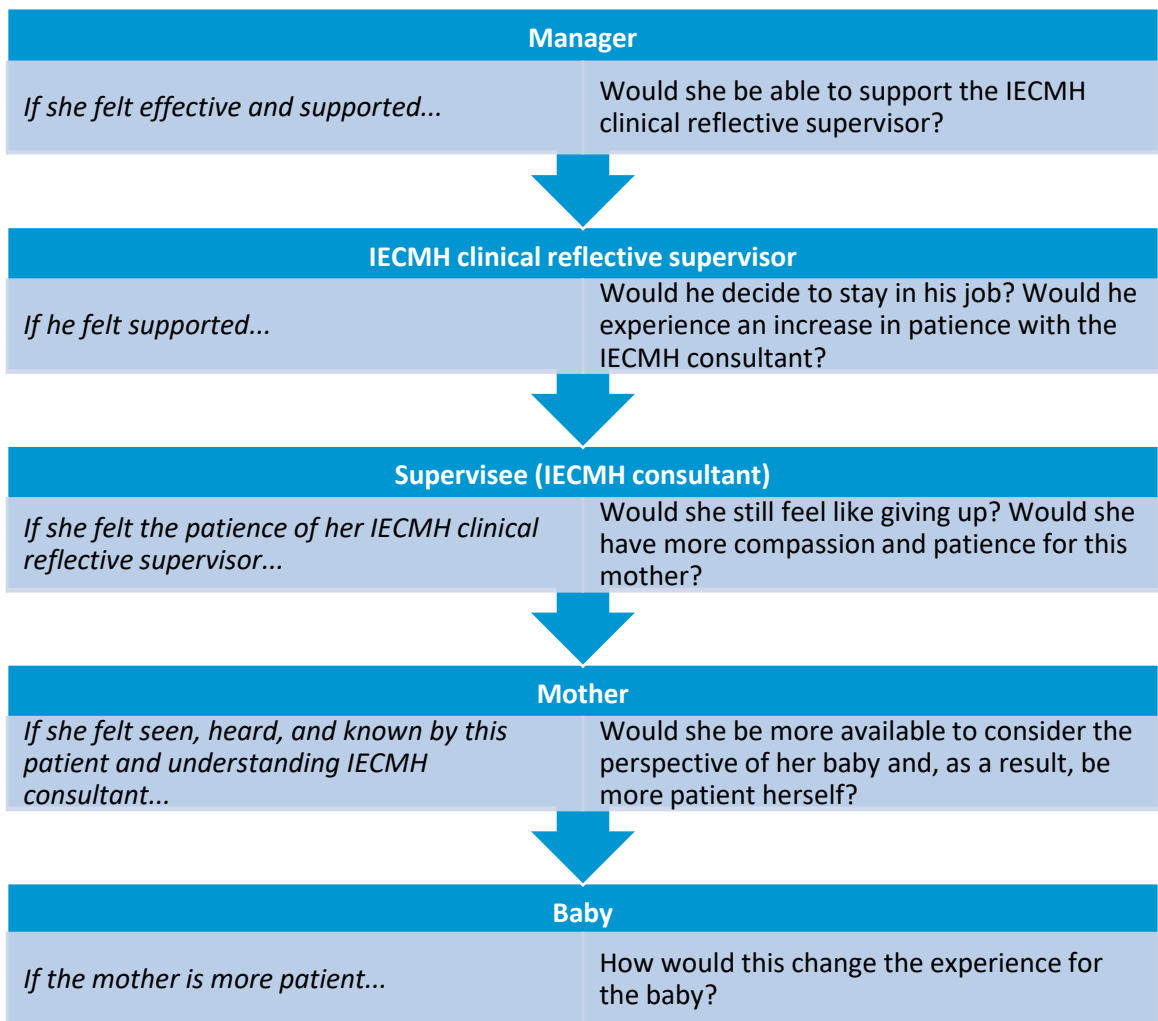 Manager
If she felt effective and supported...
Would she be able to support the IECMH
clinical reflective supervisor?
IECMH clinical reflective supervisor
If he felt supported...
Would he decide to stay in his job? Would he
experience an increase in patience with the
IECMH consultant?
Supervisee (IECMH consultant)
If she felt the patience of her IECMH clinical
reflective supervisor...
Would she still feel like giving up? Would she
have more compassion and patience for this
mother?
Mother
If she felt seen, heard, and known by this
patient and understanding IECMH
consultant...
Would she be more available to consider the
perspective of her baby and, as a result, be
more patient herself?
Baby
If the mother is more patient...
How would this change the experience for
the baby?